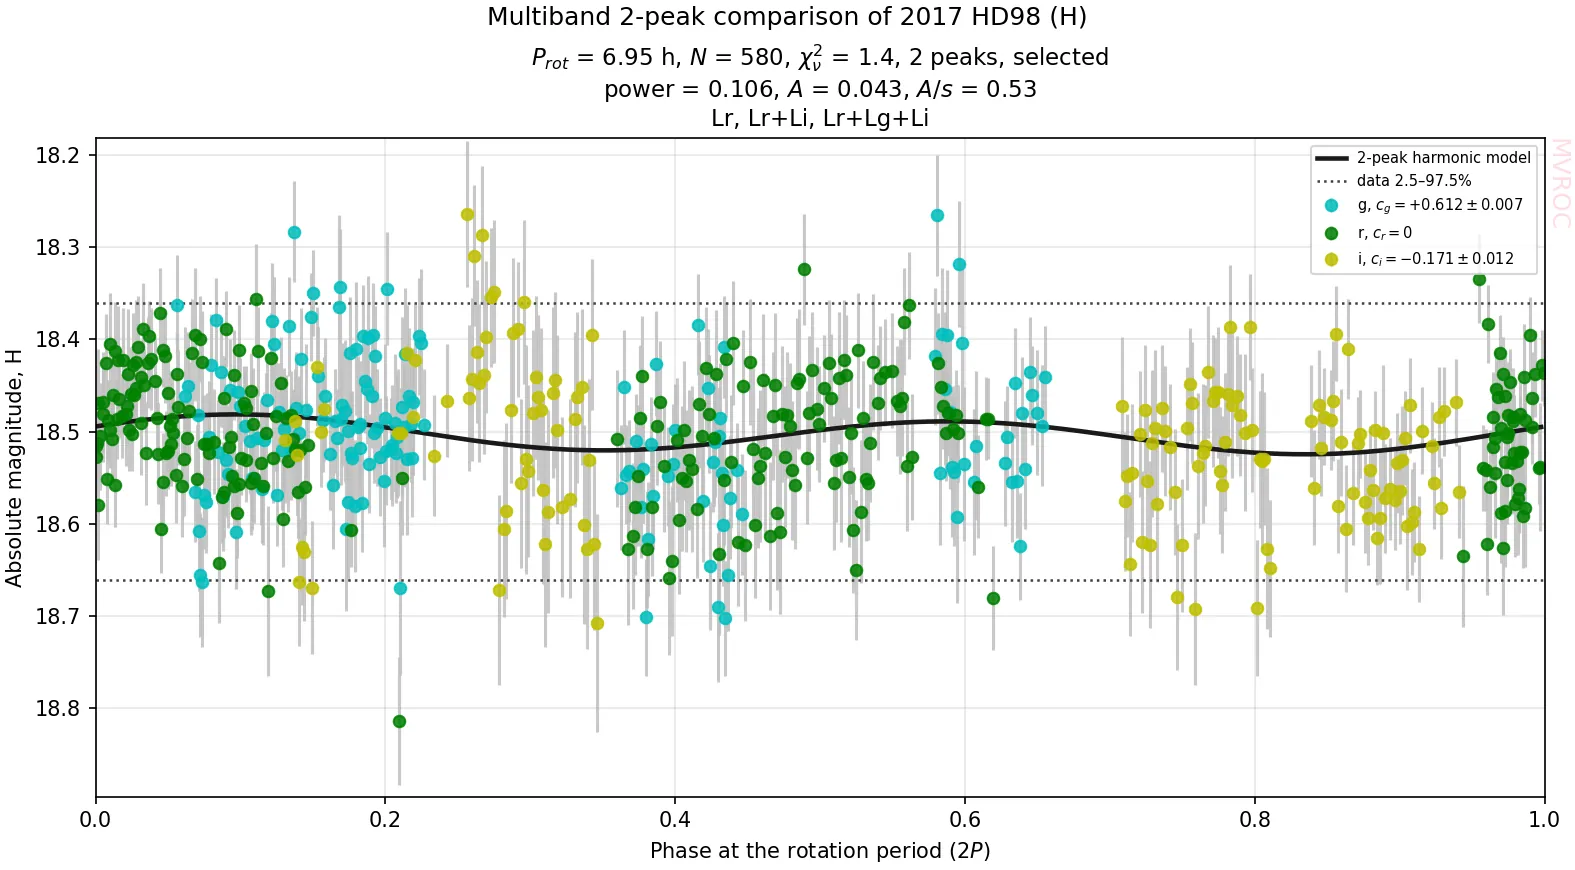 Multiband 2-peak comparison of 2017 HD98 (H)
P_rot = 6.95 h, N = 580, χ²_ν = 1.4, 2 peaks, selected
power = 0.106, A = 0.043, A/s = 0.53
Lr, Lr+Li, Lr+Lg+Li
2-peak harmonic model
data 2.5–97.5%
g, c_g = +0.612 ± 0.007
r, c_r = 0
i, c_i = −0.171 ± 0.012
MVROC
Absolute magnitude, H
18.2
18.3
18.4
18.5
18.6
18.7
18.8
0.0 0.2 0.4 0.6 0.8 1.0
Phase at the rotation period (2P)